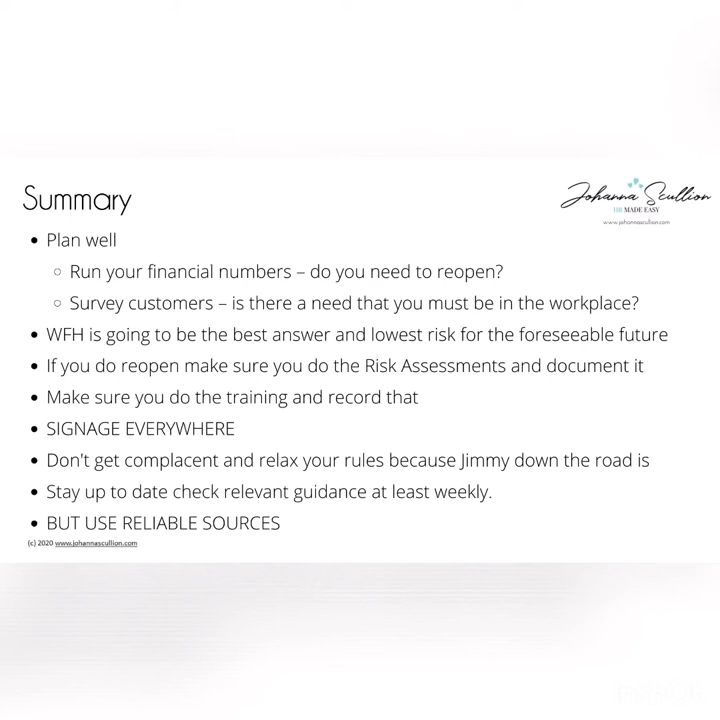 Summary
Johanna Scullion
HR MADE EASY
www.johannascullion.com
• Plan well
○ Run your financial numbers – do you need to reopen?
○ Survey customers – is there a need that you must be in the workplace?
• WFH is going to be the best answer and lowest risk for the foreseeable future
• If you do reopen make sure you do the Risk Assessments and document it
• Make sure you do the training and record that
• SIGNAGE EVERYWHERE
• Don't get complacent and relax your rules because Jimmy down the road is
• Stay up to date check relevant guidance at least weekly.
• BUT USE RELIABLE SOURCES
(c) 2020 www.johannascullion.com